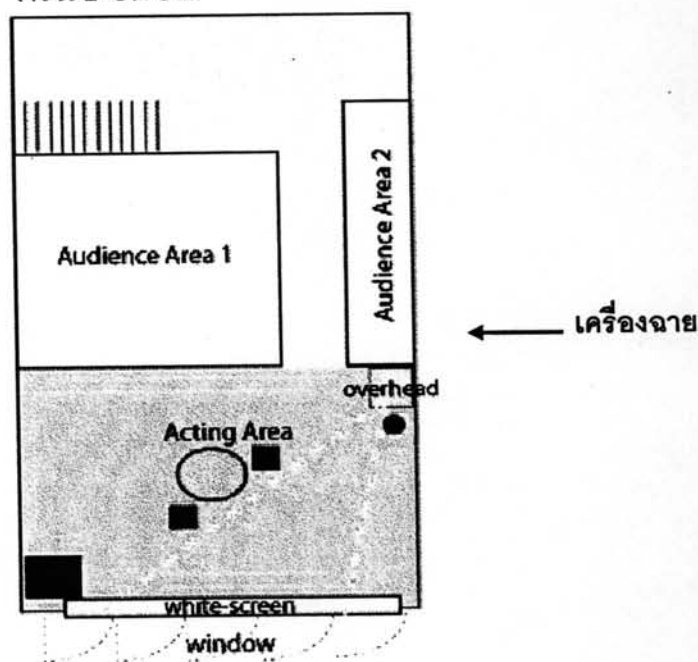 Audience Area 1
Audience Area 2
เครื่องฉาย
overhead
Acting Area
white-screen
window